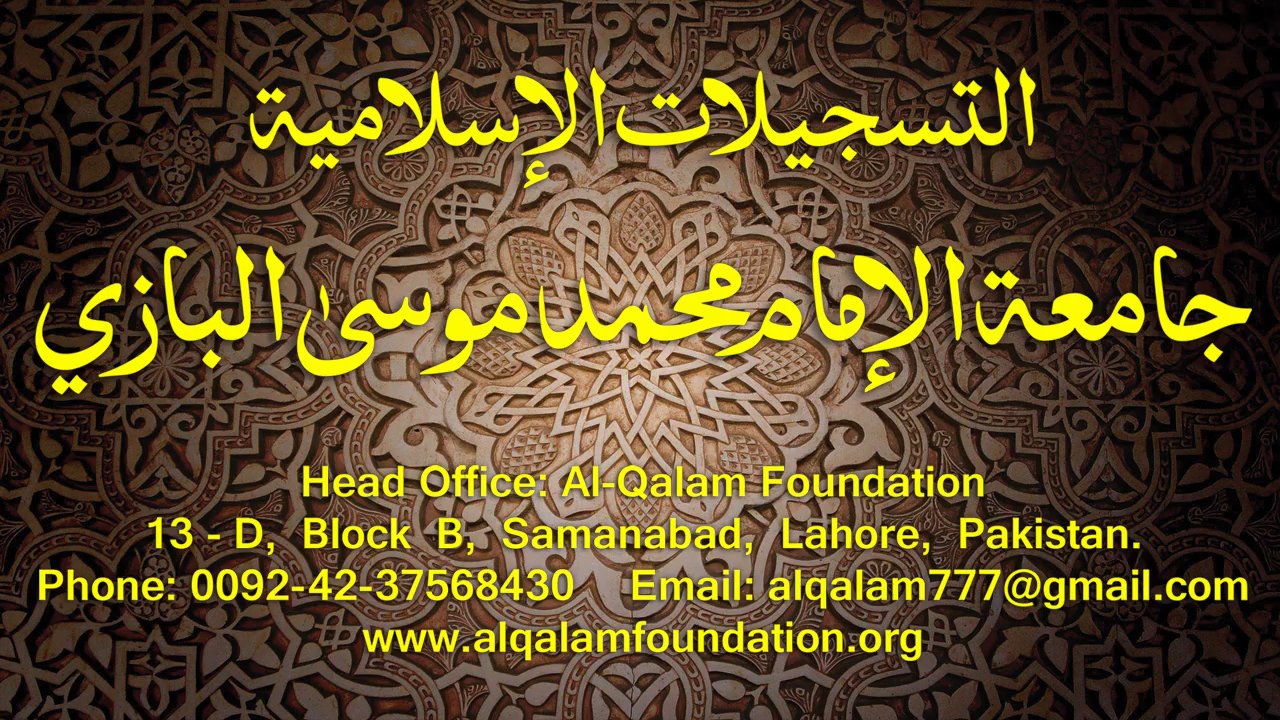 التسجيلات الإسلامية
جامعة الإمام محمد موسى البازي
Head Office: Al-Qalam Foundation
13 - D, Block B, Samanabad, Lahore, Pakistan.
Phone: 0092-42-37568430 Email: alqalam777@gmail.com
www.alqalamfoundation.org